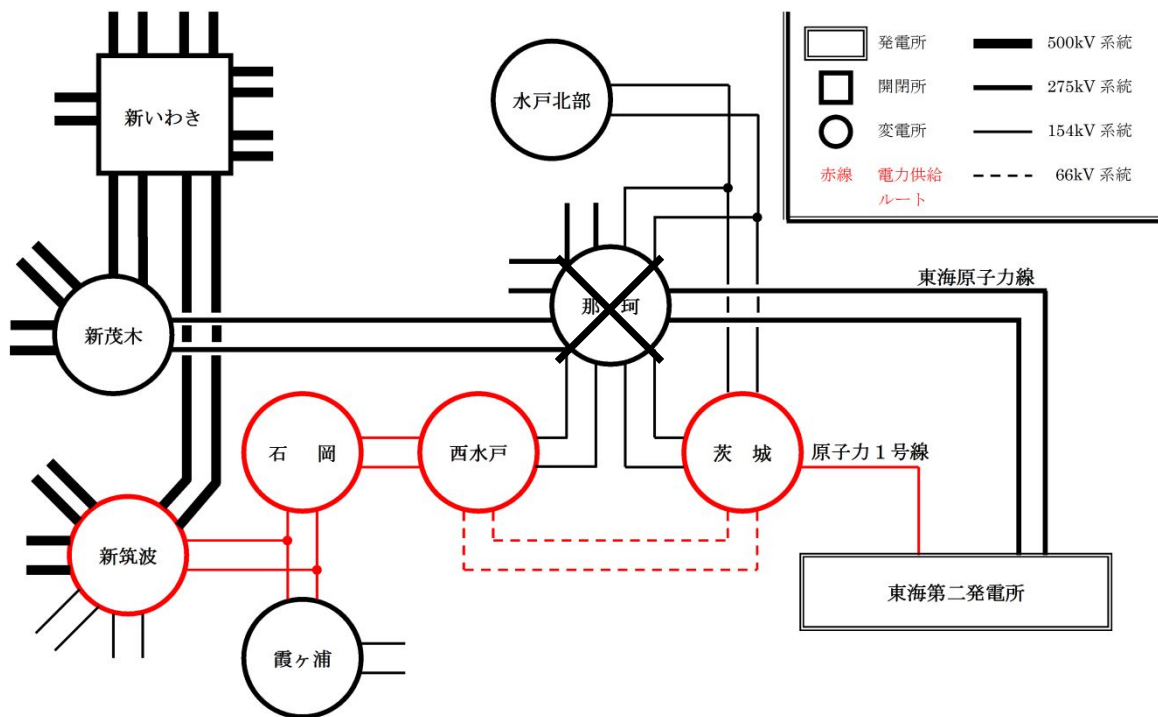 発電所
500kV 系統
新いわき
水戸北部
開閉所
275kV 系統
変電所
154kV 系統
赤線
電力供給
ルート
66kV 系統
東海原子力線
那 珂
新茂木
石 岡
西水戸
茨 城
原子力1号線
新筑波
東海第二発電所
霞ヶ浦